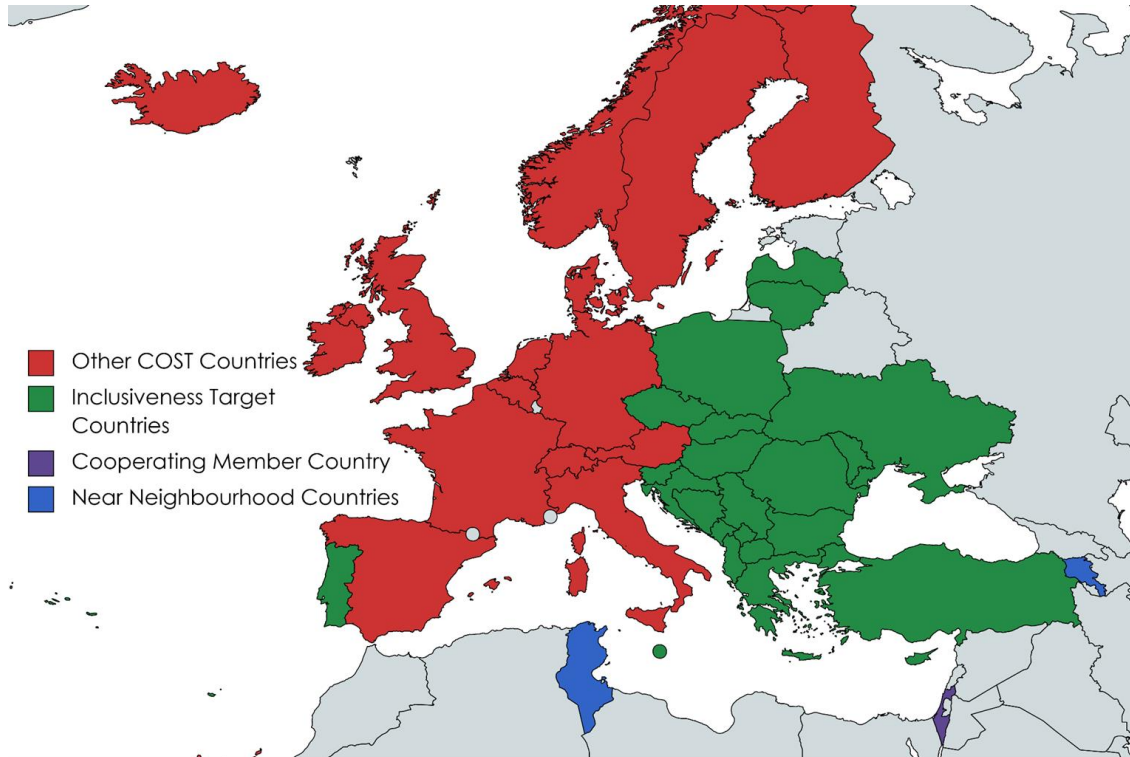 Other COST Countries
Inclusiveness Target
Countries
Cooperating Member Country
Near Neighbourhood Countries